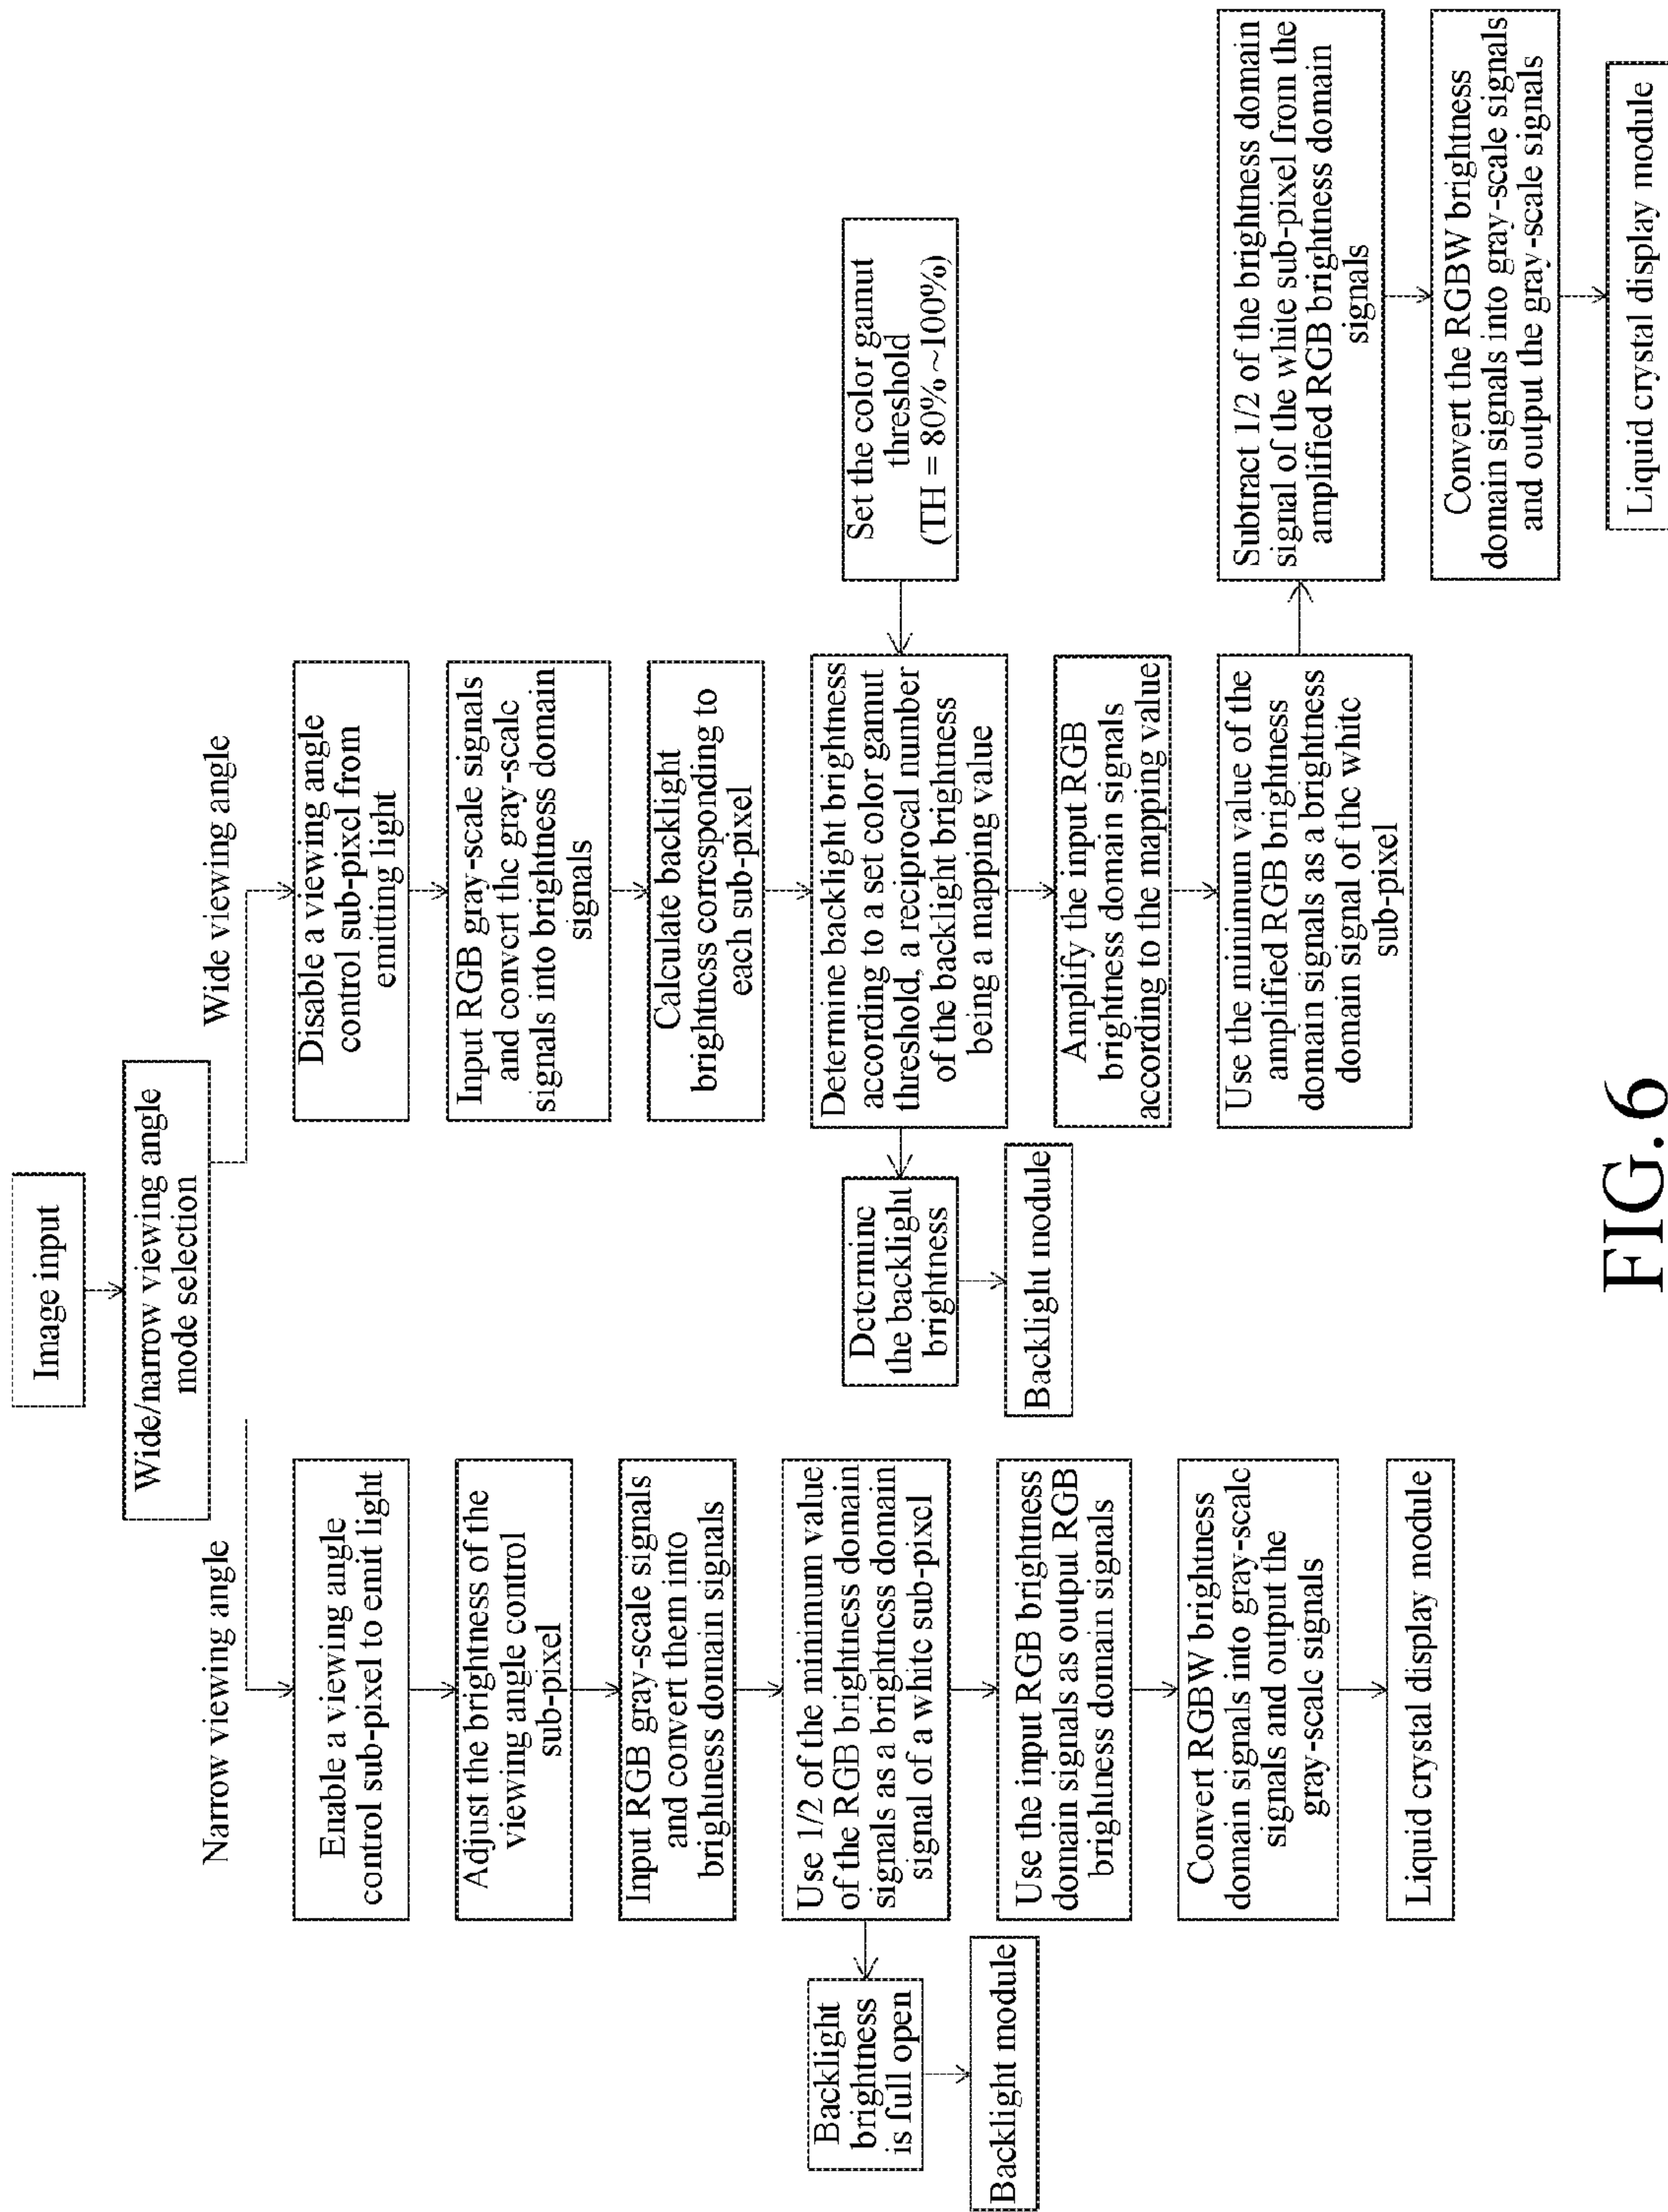 Image input
Wide/narrow viewing angle
mode selection
Narrow viewing angle
Enable a viewing angle
control sub-pixel to emit light
Adjust the brightness of the
viewing angle control
sub-pixel
Input RGB gray-scale signals
and convert them into
brightness domain signals
Use 1/2 of the minimum value
of the RGB brightness domain
signals as a brightness domain
signal of a white sub-pixel
Backlight
brightness
is full open
Backlight module
Use the input RGB brightness
domain signals as output RGB
brightness domain signals
Convert RGBW brightness
domain signals into gray-scale
signals and output the
gray-scale signals
Liquid crystal display module
Wide viewing angle
Disable a viewing angle
control sub-pixel from
emitting light
Input RGB gray-scale signals
and convert the gray-scale
signals into brightness domain
signals
Calculate backlight
brightness corresponding to
each sub-pixel
Determine backlight brightness
according to a set color gamut
threshold, a reciprocal number
of the backlight brightness
being a mapping value
Set the color gamut
threshold
(TH = 80%~100%)
Determine
the backlight
brightness
Backlight module
Amplify the input RGB
brightness domain signals
according to the mapping value
Use the minimum value of the
amplified RGB brightness
domain signals as a brightness
domain signal of the white
sub-pixel
Subtract 1/2 of the brightness domain
signal of the white sub-pixel from the
amplified RGB brightness domain
signals
Convert the RGBW brightness
domain signals into gray-scale signals
and output the gray-scale signals
Liquid crystal display module
FIG.6